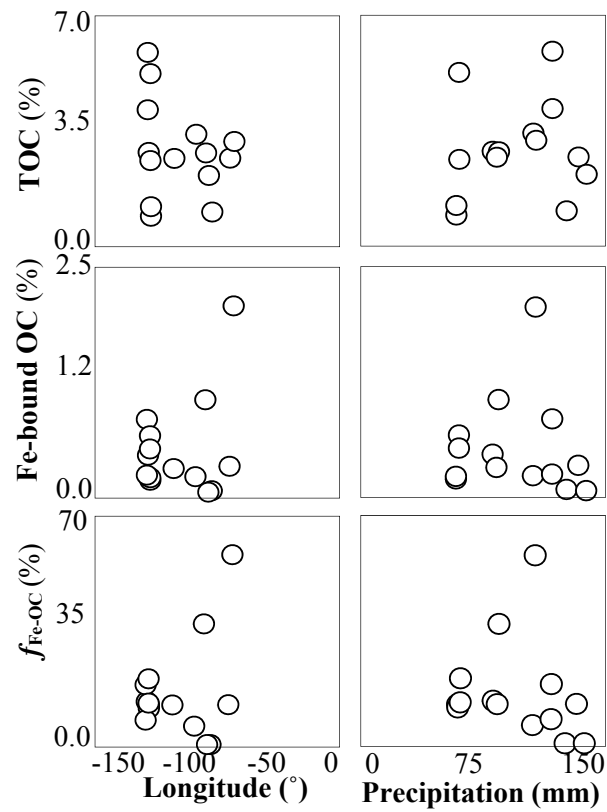 7.0
TOC (%)
3.5
0.0
2.5
Fe-bound OC (%)
1.2
0.0
70
fFe-OC (%)
35
0.0
-150 -100 -50 0
0 75 150
Longitude (°)
Precipitation (mm)